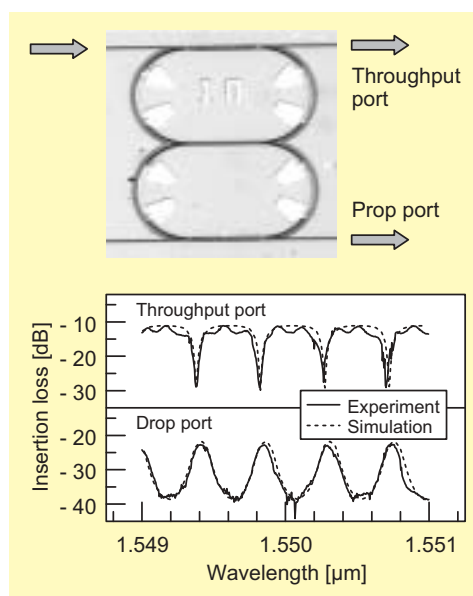 Throughput
port
10
Prop port
Throughput port
Insertion loss [dB]
- 10
- 20
- 30
Drop port
Experiment
Simulation
- 20
- 30
- 40
1.549
1.550
1.551
Wavelength [μm]